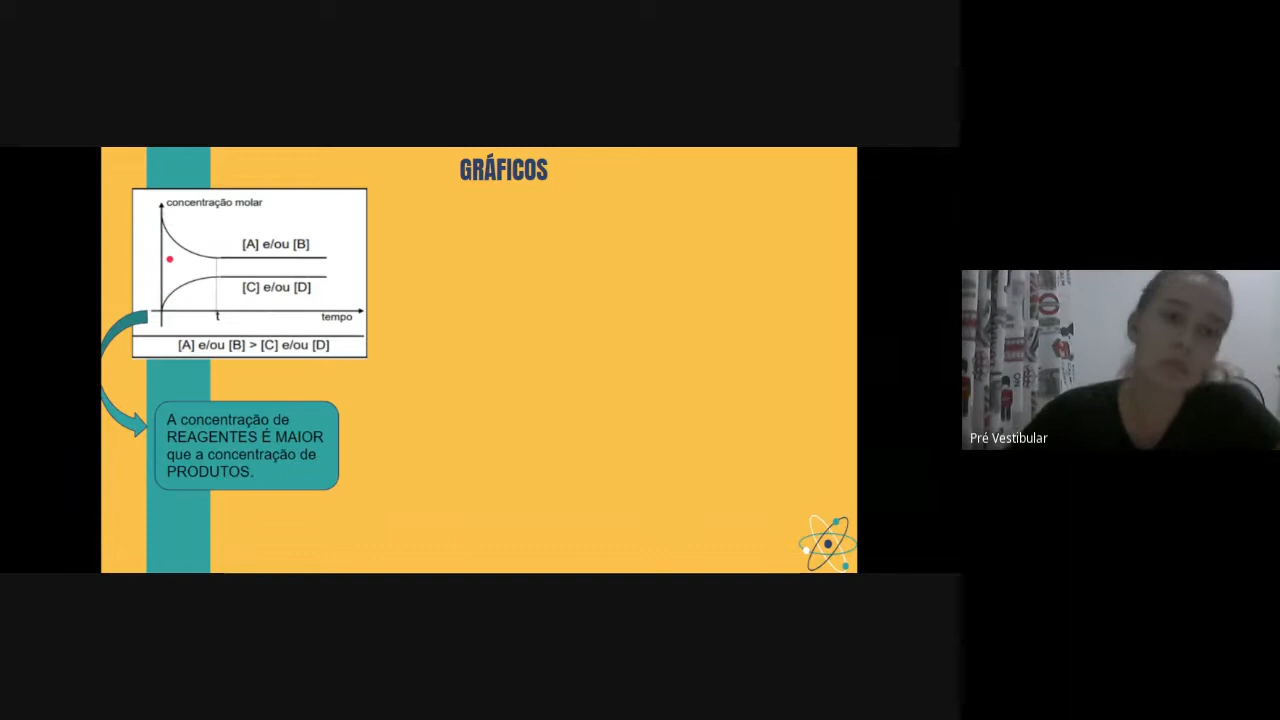 GRÁFICOS
concentração molar
[A] e/ou [B]
[C] e/ou [D]
t
tempo
[A] e/ou [B] > [C] e/ou [D]
A concentração de
REAGENTES É MAIOR
que a concentração de
PRODUTOS.
Pré Vestibular